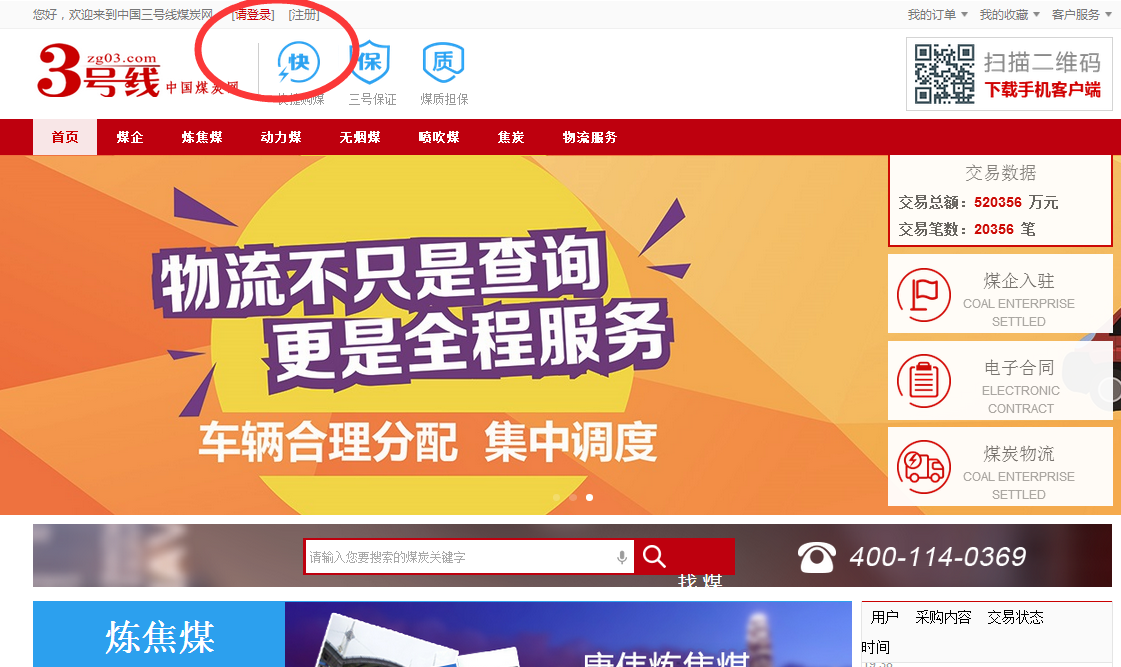 您好，欢迎来到中国三号线煤炭网 [请登录] [注册] 我的订单 我的收藏 客户服务
3号线 zg03.com 中国煤炭网
快 保 质
快捷购煤 三号保证 煤质担保
扫描二维码
下载手机客户端
首页 煤企 炼焦煤 动力煤 无烟煤 喷吹煤 焦炭 物流服务
物流不只是查询
更是全程服务
车辆合理分配 集中调度
交易数据
交易总额：520356 万元
交易笔数：20356 笔
煤企入驻
COAL ENTERPRISE
SETTLED
电子合同
ELECTRONIC
CONTRACT
煤炭物流
COAL ENTERPRISE
SETTLED
请输入您要搜索的煤炭关键字
找煤
400-114-0369
炼焦煤
用户 采购内容 交易状态
时间